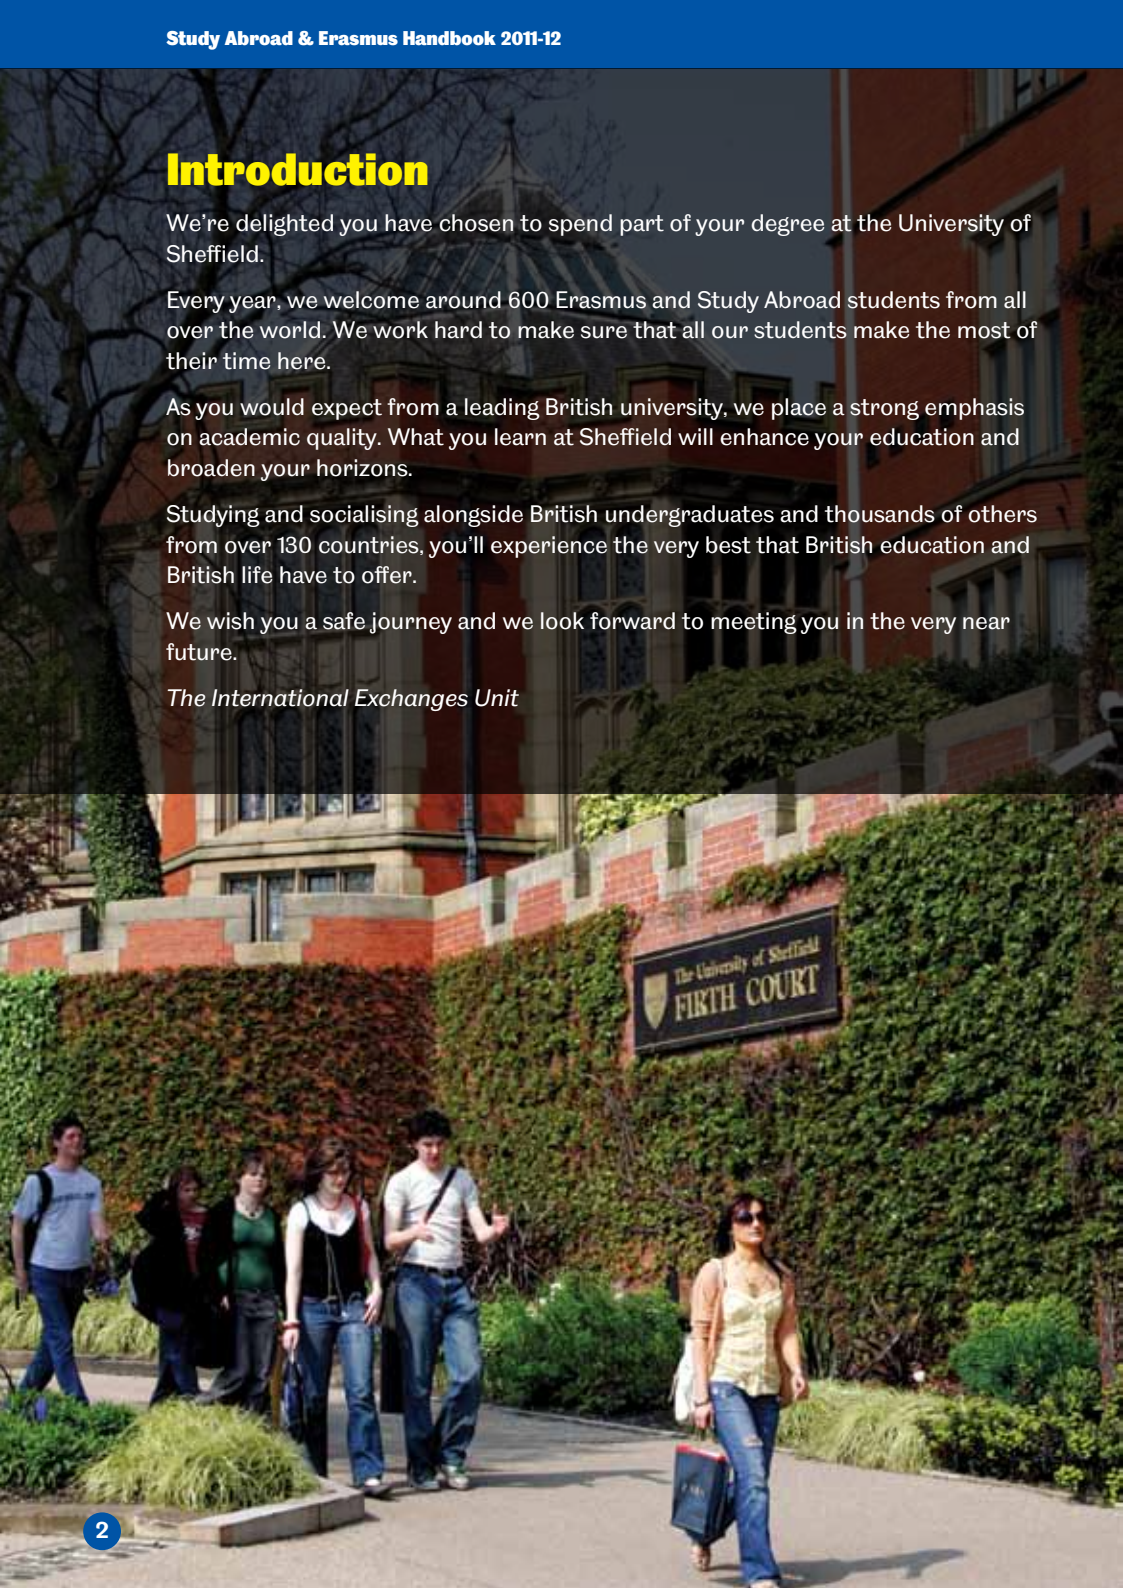 Study Abroad & Erasmus Handbook 2011-12
Introduction
We're delighted you have chosen to spend part of your degree at the University of
Sheffield.
Every year, we welcome around 600 Erasmus and Study Abroad students from all
over the world. We work hard to make sure that all our students make the most of
their time here.
As you would expect from a leading British university, we place a strong emphasis
on academic quality. What you learn at Sheffield will enhance your education and
broaden your horizons.
Studying and socialising alongside British undergraduates and thousands of others
from over 130 countries, you'll experience the very best that British education and
British life have to offer.
We wish you a safe journey and we look forward to meeting you in the very near
future.
The International Exchanges Unit
The University of Sheffield
FIRTH COURT
2